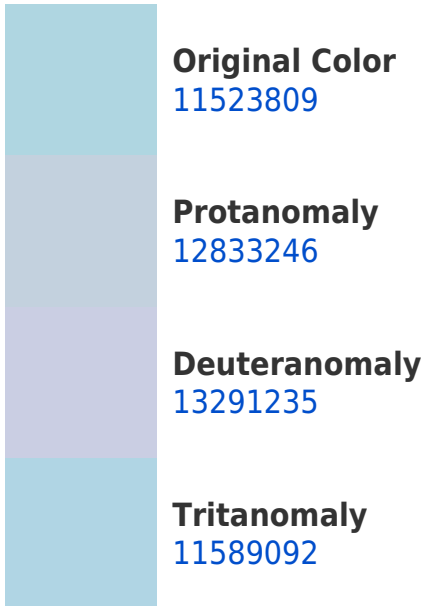 Original Color
11523809
Protanomaly
12833246
Deuteranomaly
13291235
Tritanomaly
11589092